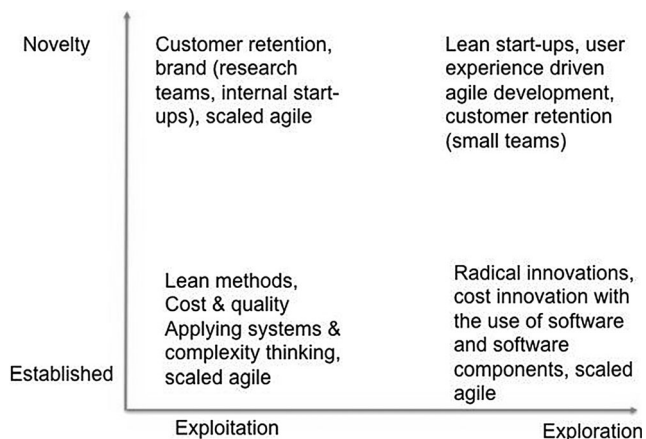 Novelty
Customer retention,
brand (research
teams, internal start-
ups), scaled agile
Lean start-ups, user
experience driven
agile development,
customer retention
(small teams)
Lean methods,
Cost & quality
Applying systems &
complexity thinking,
scaled agile
Radical innovations,
cost innovation with
the use of software
and software
components, scaled
agile
Established
Exploitation
Exploration